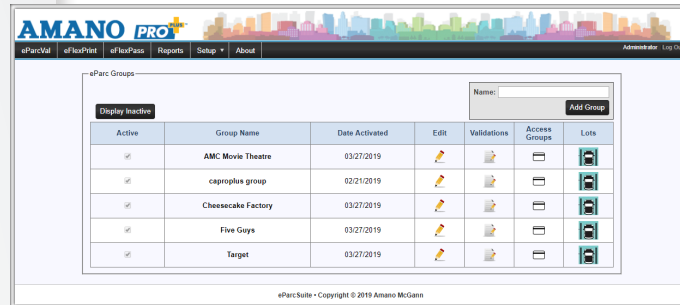 AMANO PRO PLUS
eParcVal eFlexPrint eFlexPass Reports Setup About
Administrator Log Ou
eParc Groups
Name:
Display Inactive
Add Group
Active Group Name Date Activated Edit Validations Access Groups Lots
AMC Movie Theatre 03/27/2019
caproplus group 02/21/2019
Cheesecake Factory 03/27/2019
Five Guys 03/27/2019
Target 03/27/2019
eParcSuite • Copyright © 2019 Amano McGann